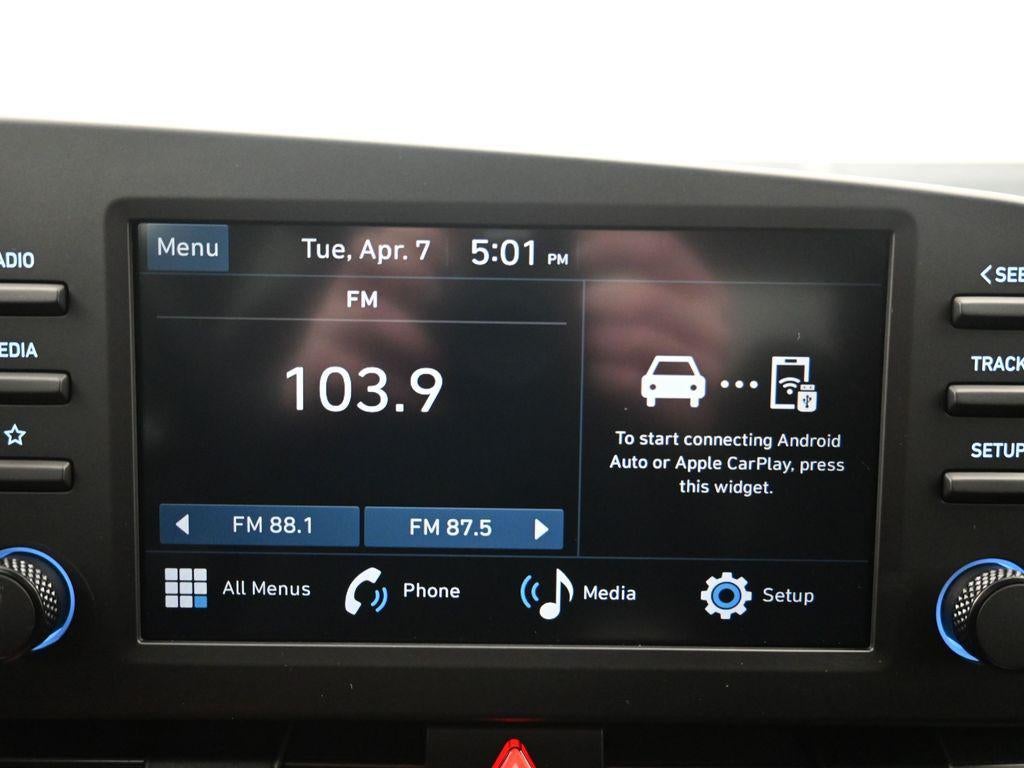 Menu
Tue, Apr. 7
5:01 PM
FM
103.9
To start connecting Android
Auto or Apple CarPlay, press
this widget.
FM 88.1
FM 87.5
All Menus
Phone
Media
Setup
ADIO
EDIA
<SEE
TRACK
SETUP